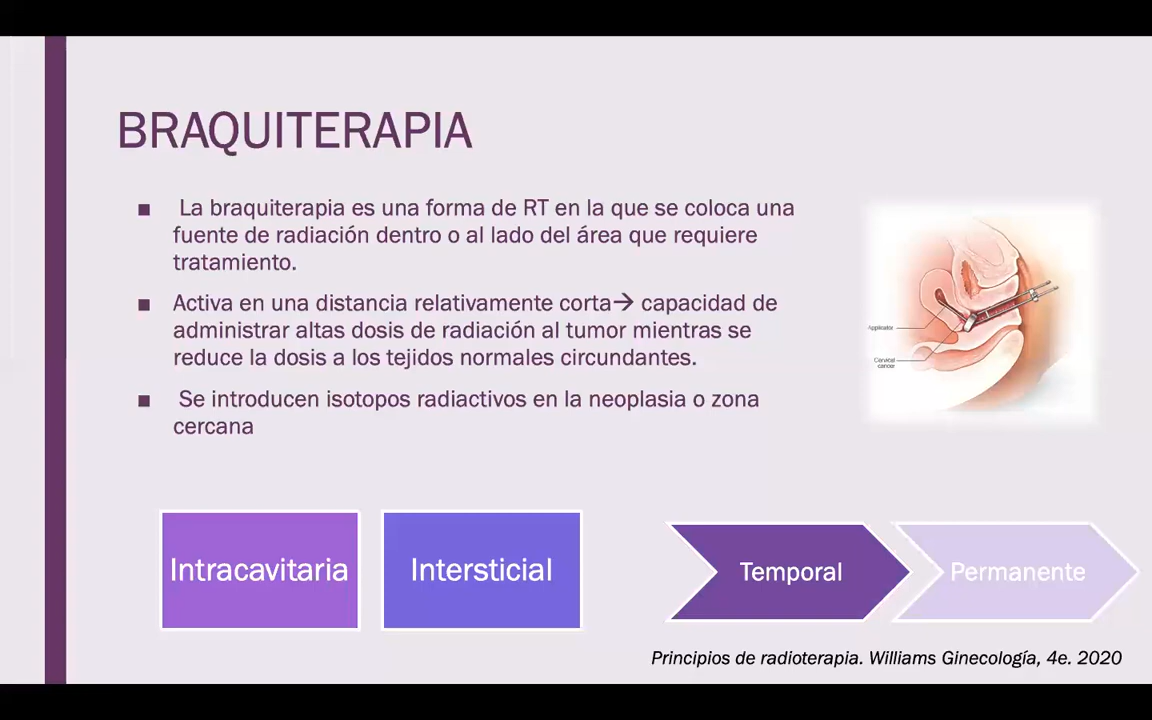 BRAQUITERAPIA
■ La braquiterapia es una forma de RT en la que se coloca una
fuente de radiación dentro o al lado del área que requiere
tratamiento.
■ Activa en una distancia relativamente corta→ capacidad de
administrar altas dosis de radiación al tumor mientras se
reduce la dosis a los tejidos normales circundantes.
■ Se introducen isotopos radiactivos en la neoplasia o zona
cercana
Applicator
Cervical
cancer
Intracavitaria
Intersticial
Temporal
Permanente
Principios de radioterapia. Williams Ginecología, 4e. 2020